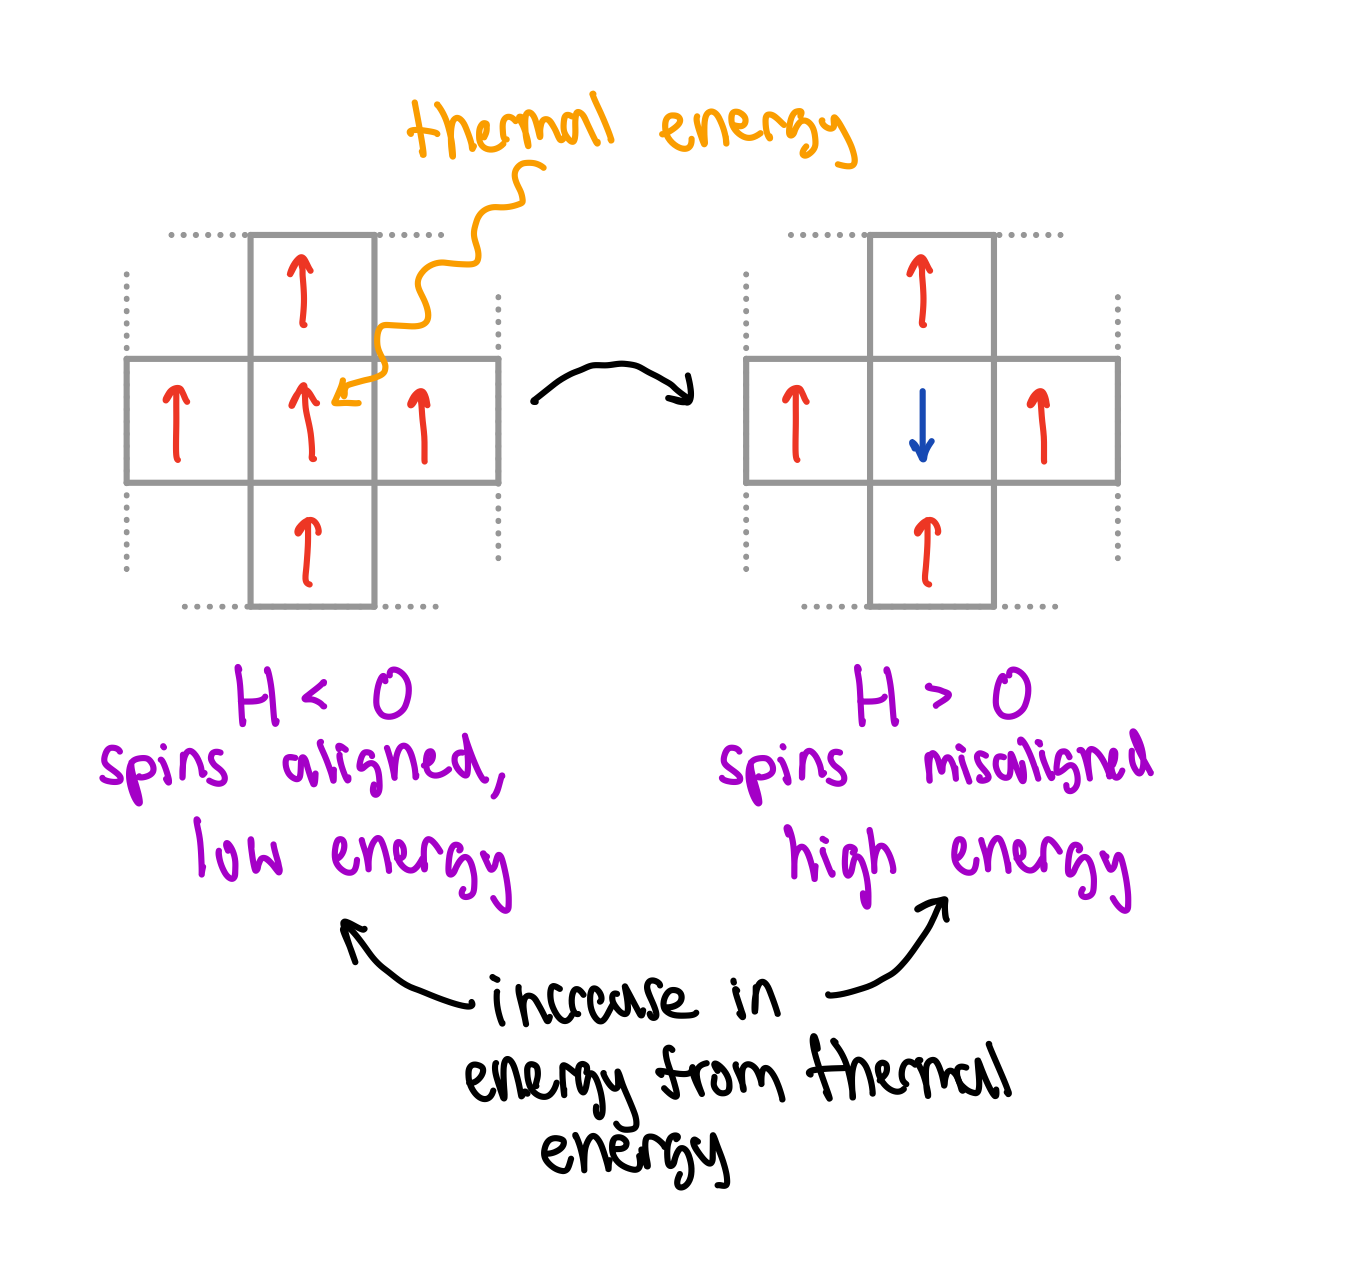 thermal energy
H < 0
spins aligned,
low energy
H > 0
spins misaligned
high energy
increase in
energy from thermal
energy